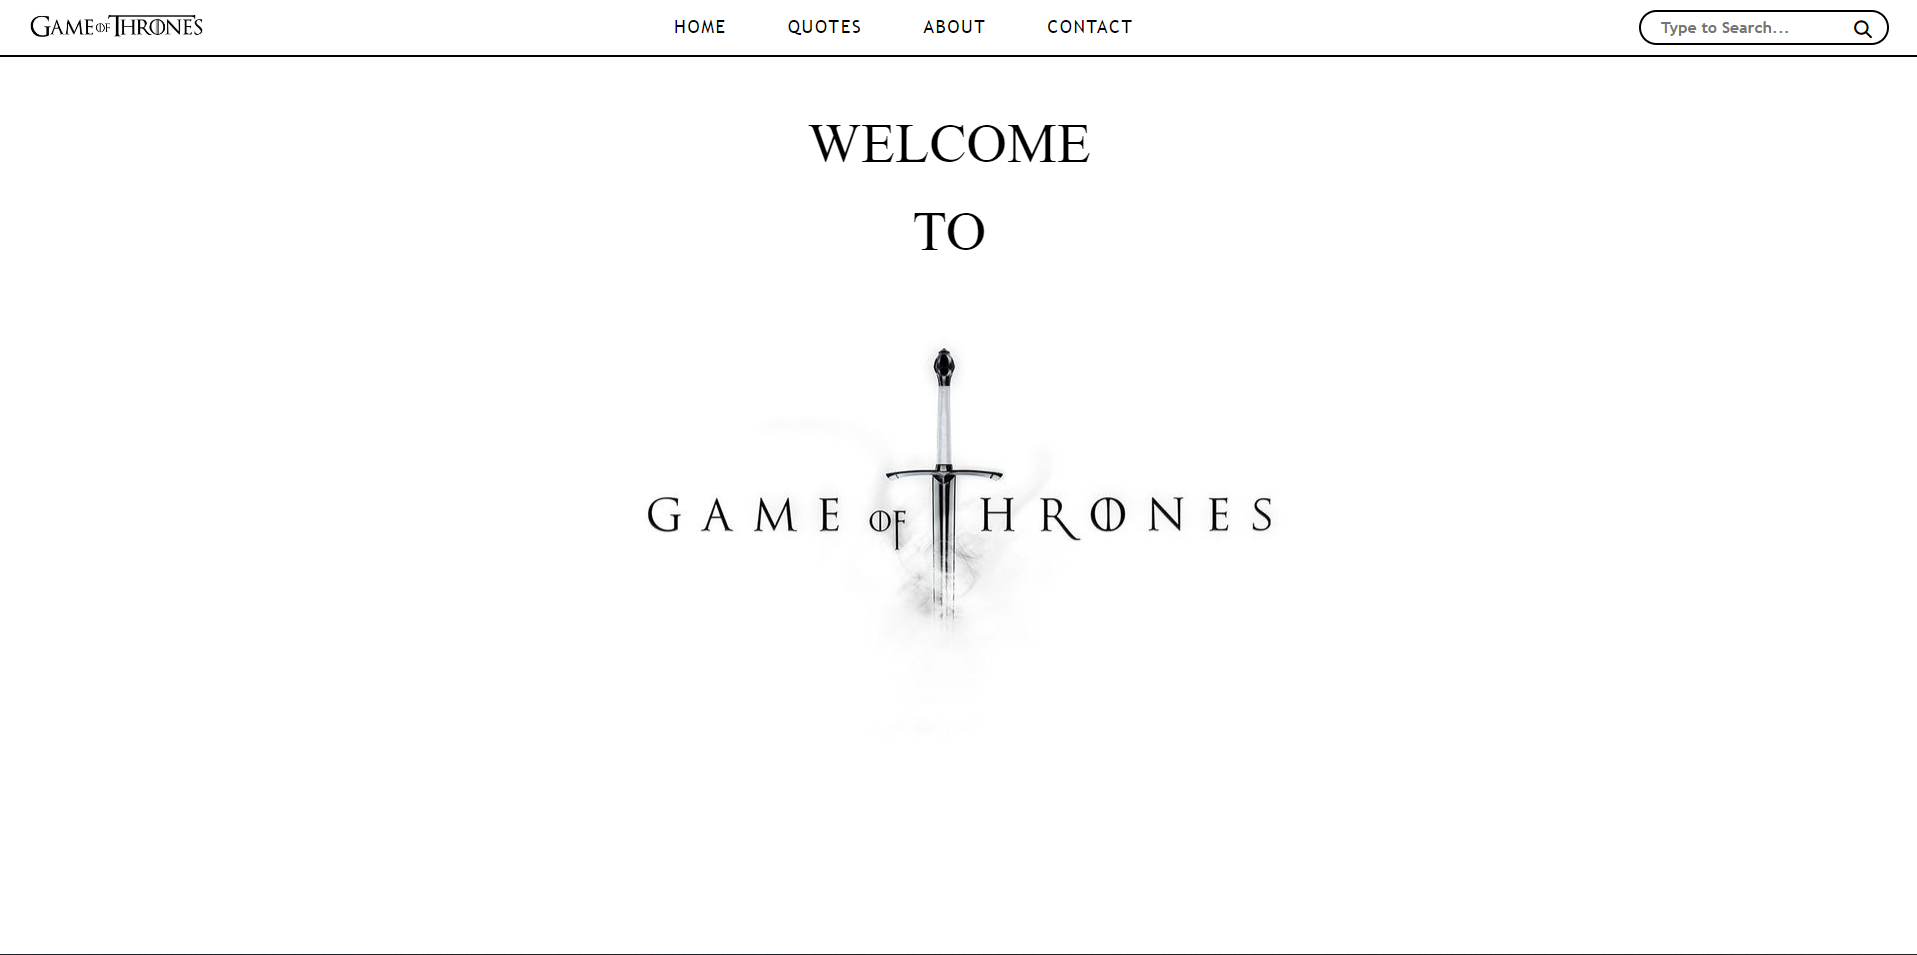 GAME OF THRONES
HOME QUOTES ABOUT CONTACT
Type to Search...
WELCOME
TO
GAME OF THRONES